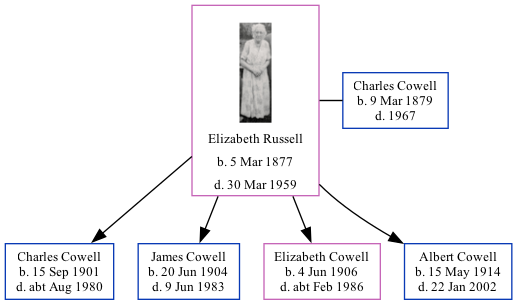 Elizabeth Russell
b. 5 Mar 1877
d. 30 Mar 1959
Charles Cowell
b. 9 Mar 1879
d. 1967
Charles Cowell
b. 15 Sep 1901
d. abt Aug 1980
James Cowell
b. 20 Jun 1904
d. 9 Jun 1983
Elizabeth Cowell
b. 4 Jun 1906
d. abt Feb 1986
Albert Cowell
b. 15 May 1914
d. 22 Jan 2002